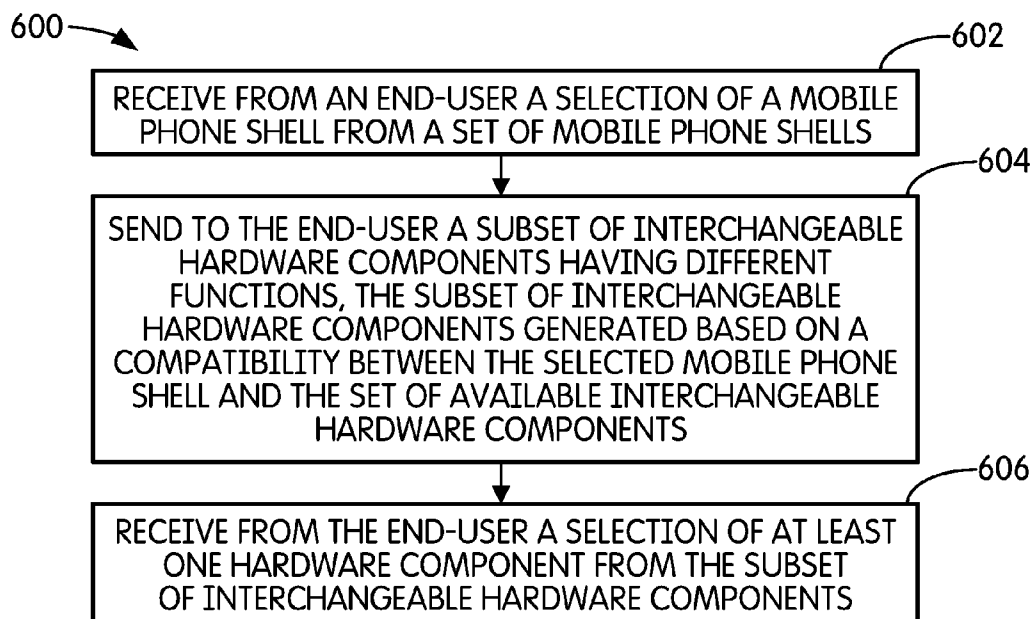 600
602
RECEIVE FROM AN END-USER A SELECTION OF A MOBILE
PHONE SHELL FROM A SET OF MOBILE PHONE SHELLS
604
SEND TO THE END-USER A SUBSET OF INTERCHANGEABLE
HARDWARE COMPONENTS HAVING DIFFERENT
FUNCTIONS, THE SUBSET OF INTERCHANGEABLE
HARDWARE COMPONENTS GENERATED BASED ON A
COMPATIBILITY BETWEEN THE SELECTED MOBILE PHONE
SHELL AND THE SET OF AVAILABLE INTERCHANGEABLE
HARDWARE COMPONENTS
606
RECEIVE FROM THE END-USER A SELECTION OF AT LEAST
ONE HARDWARE COMPONENT FROM THE SUBSET
OF INTERCHANGEABLE HARDWARE COMPONENTS